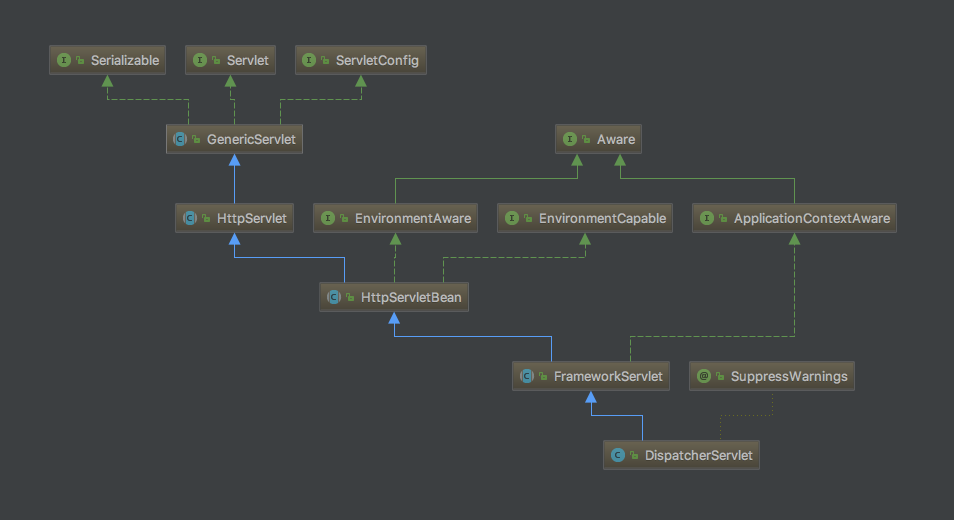 I Serializable
I Servlet
I ServletConfig
C GenericServlet
I Aware
C HttpServlet
I EnvironmentAware
I EnvironmentCapable
I ApplicationContextAware
C HttpServletBean
C FrameworkServlet
@ SuppressWarnings
C DispatcherServlet